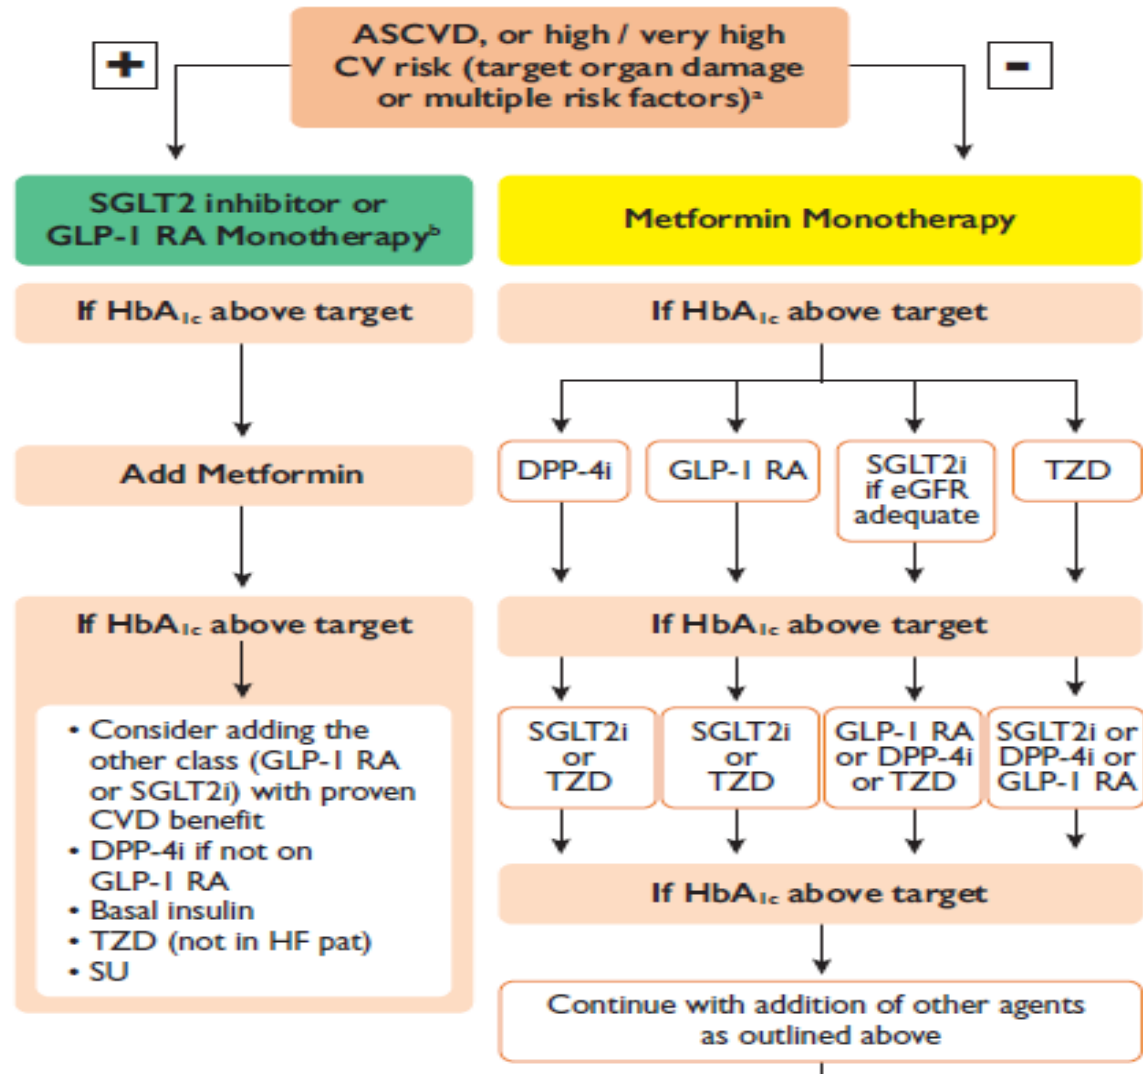 ASCVD, or high / very high
CV risk (target organ damage
or multiple risk factors)ᵃ
+
-
SGLT2 inhibitor or
GLP-1 RA Monotherapyᵇ
If HbA₁c above target
Add Metformin
If HbA₁c above target
• Consider adding the
other class (GLP-1 RA
or SGLT2i) with proven
CVD benefit
• DPP-4i if not on
GLP-1 RA
• Basal insulin
• TZD (not in HF pat)
• SU
Metformin Monotherapy
If HbA₁c above target
DPP-4i
GLP-1 RA
SGLT2i
if eGFR
adequate
TZD
If HbA₁c above target
SGLT2i
or
TZD
SGLT2i
or
TZD
GLP-1 RA
or DPP-4i
or TZD
SGLT2i or
DPP-4i or
GLP-1 RA
If HbA₁c above target
Continue with addition of other agents
as outlined above